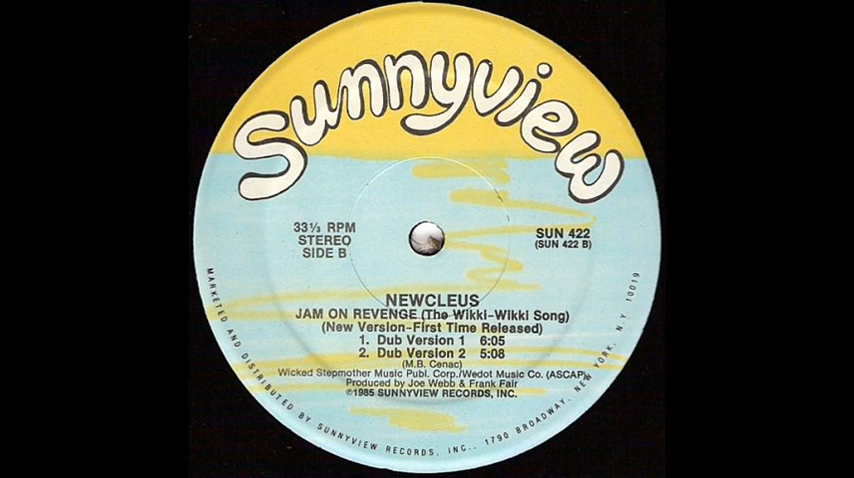 Sunnyview
33⅓ RPM
STEREO
SIDE B
SUN 422
(SUN 422 B)
NEWCLEUS
JAM ON REVENGE (The Wikki-Wikki Song)
(New Version-First Time Released)
1. Dub Version 1 6:05
2. Dub Version 2 5:08
(M.B. Cenac)
Wicked Stepmother Music Publ. Corp./Wedot Music Co. (ASCAP)
Produced by Joe Webb & Frank Fair
©1985 SUNNYVIEW RECORDS, INC.
MARKETED AND DISTRIBUTED BY SUNNYVIEW RECORDS, INC., 1790 BROADWAY, NEW YORK, N.Y. 10019